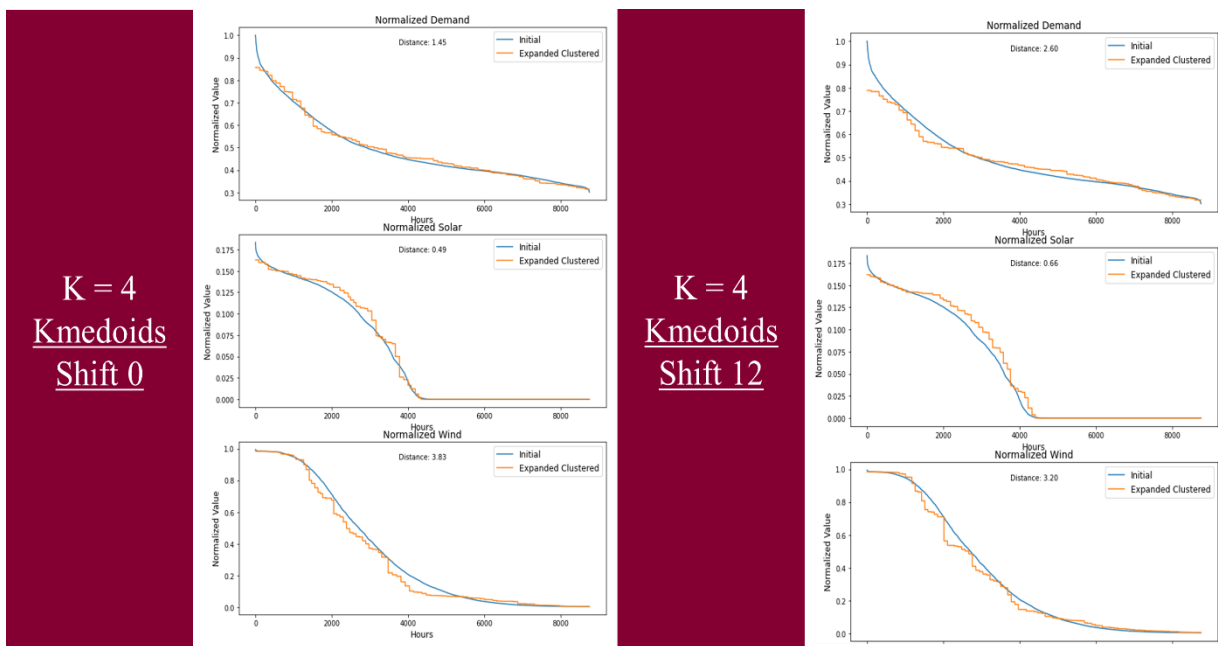 K = 4
Kmedoids
Shift 0
Normalized Demand
Distance: 1.45
Initial
Expanded Clustered
Normalized Value
1.0
0.9
0.8
0.7
0.6
0.5
0.4
0.3
0 2000 4000 6000 8000
Hours
Normalized Solar
Distance: 0.49
Initial
Expanded Clustered
Normalized Value
0.175
0.150
0.125
0.100
0.075
0.050
0.025
0.000
0 2000 4000 6000 8000
Hours
Normalized Wind
Distance: 3.83
Initial
Expanded Clustered
Normalized Value
1.0
0.8
0.6
0.4
0.2
0.0
0 2000 4000 6000 8000
Hours
K = 4
Kmedoids
Shift 12
Normalized Demand
Distance: 2.60
Initial
Expanded Clustered
Normalized Value
1.0
0.9
0.8
0.7
0.6
0.5
0.4
0.3
0 2000 4000 6000 8000
Hours
Normalized Solar
Distance: 0.66
Initial
Expanded Clustered
Normalized Value
0.175
0.150
0.125
0.100
0.075
0.050
0.025
0.000
0 2000 4000 6000 8000
Hours
Normalized Wind
Distance: 3.20
Initial
Expanded Clustered
Normalized Value
1.0
0.8
0.6
0.4
0.2
0.0